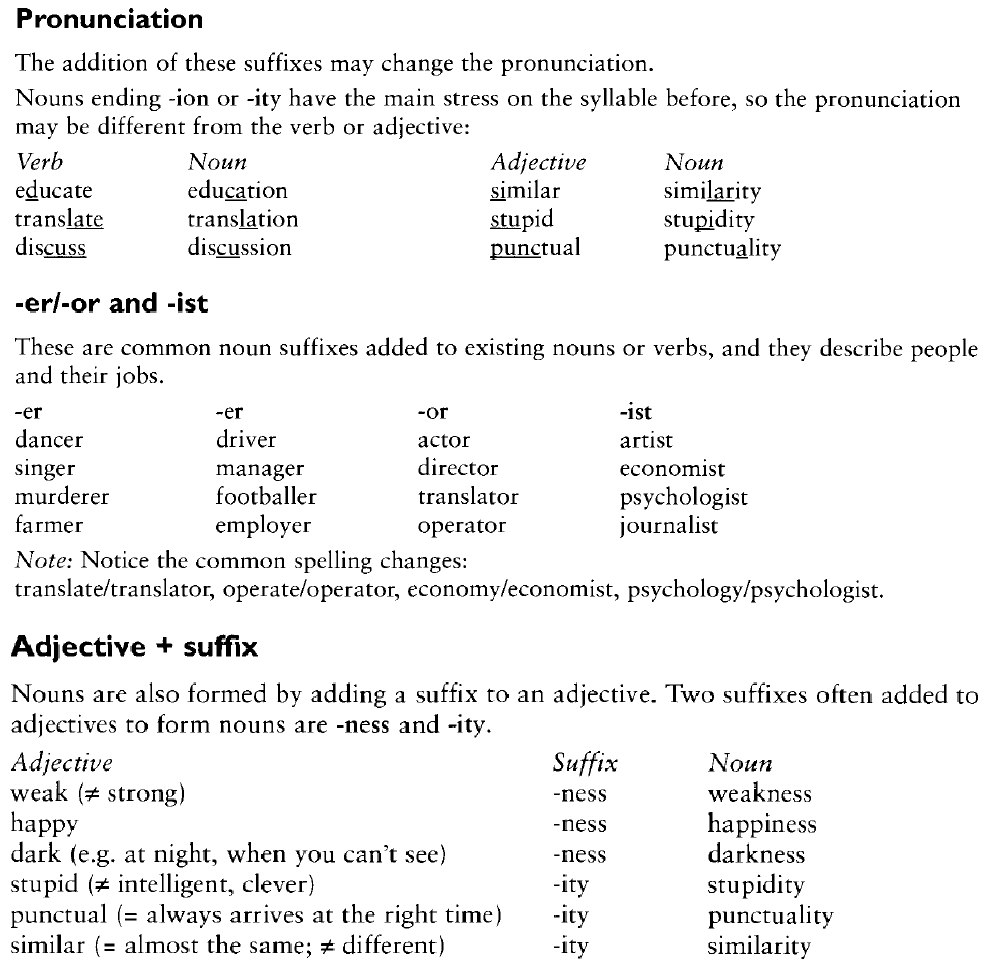 Pronunciation
The addition of these suffixes may change the pronunciation.
Nouns ending -ion or -ity have the main stress on the syllable before, so the pronunciation
may be different from the verb or adjective:
Verb Noun Adjective Noun
educate education similar similarity
translate translation stupid stupidity
discuss discussion punctual punctuality
-er/-or and -ist
These are common noun suffixes added to existing nouns or verbs, and they describe people
and their jobs.
-er -er -or -ist
dancer driver actor artist
singer manager director economist
murderer footballer translator psychologist
farmer employer operator journalist
Note: Notice the common spelling changes:
translate/translator, operate/operator, economy/economist, psychology/psychologist.
Adjective + suffix
Nouns are also formed by adding a suffix to an adjective. Two suffixes often added to
adjectives to form nouns are -ness and -ity.
Adjective Suffix Noun
weak (≠ strong) -ness weakness
happy -ness happiness
dark (e.g. at night, when you can't see) -ness darkness
stupid (≠ intelligent, clever) -ity stupidity
punctual (= always arrives at the right time) -ity punctuality
similar (= almost the same; ≠ different) -ity similarity